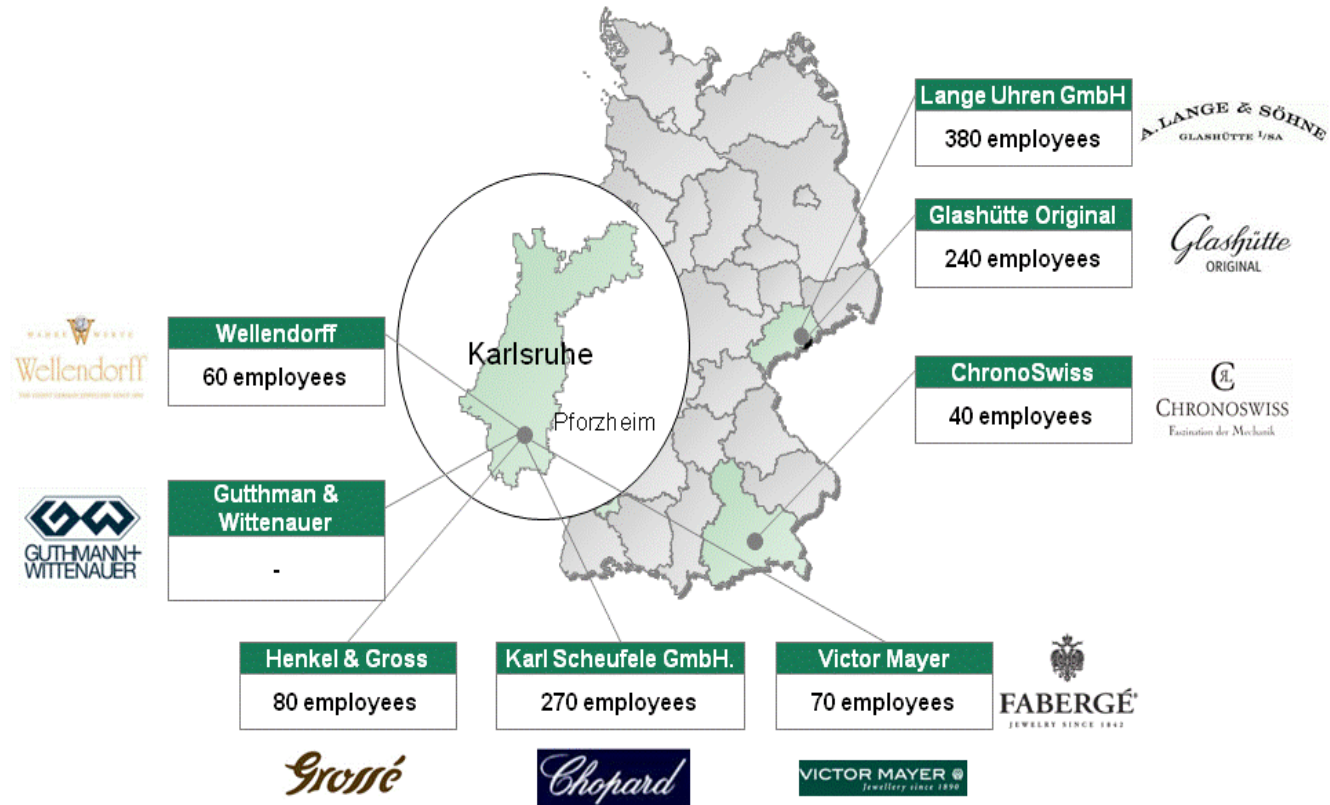 Lange Uhren GmbH
380 employees
A. LANGE & SÖHNE
GLASHÜTTE I/SA
Glashütte Original
240 employees
Glashütte
ORIGINAL
Wellendorff
60 employees
WAHRE WERTE
Wellendorff
Karlsruhe
Pforzheim
ChronoSwiss
40 employees
CHRONOSWISS
Faszination der Mechanik
Gutthman &
Wittenauer
-
GUTHMANN+
WITTENAUER
Henkel & Gross
80 employees
Grossé
Karl Scheufele GmbH.
270 employees
Chopard
Victor Mayer
70 employees
FABERGÉ
JEWELRY SINCE 1842
VICTOR MAYER
Jewellery since 1890